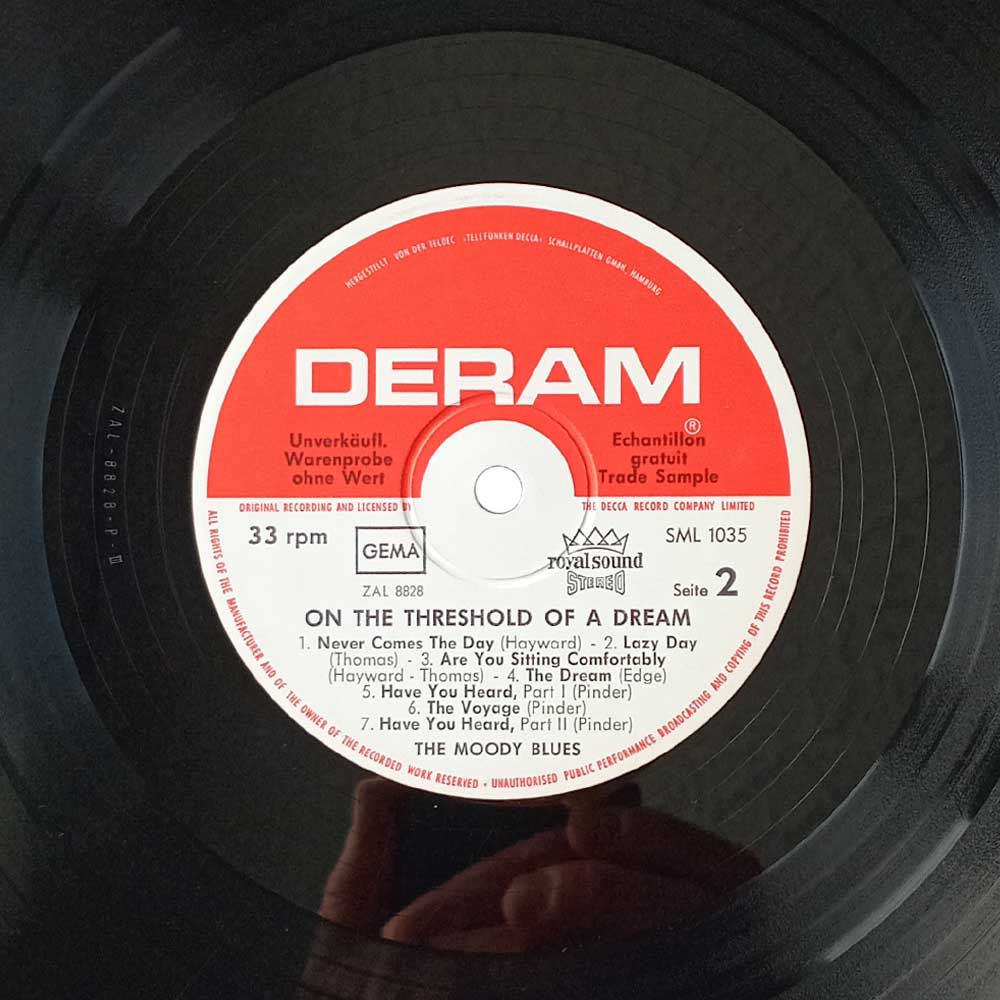 HERGESTELLT VON DER TELDEC »TELEFUNKEN DECCA« SCHALLPLATTEN GMBH, HAMBURG
DERAM
®
Unverkäufl.
Warenprobe
ohne Wert
Echantillon
gratuit
Trade Sample
ORIGINAL RECORDING AND LICENSED BY THE DECCA RECORD COMPANY LIMITED
33 rpm
GEMA
ZAL 8828
royal sound
STEREO
SML 1035
Seite 2
ON THE THRESHOLD OF A DREAM
1. Never Comes The Day (Hayward) - 2. Lazy Day
(Thomas) - 3. Are You Sitting Comfortably
(Hayward - Thomas) - 4. The Dream (Edge)
5. Have You Heard, Part I (Pinder)
6. The Voyage (Pinder)
7. Have You Heard, Part II (Pinder)
THE MOODY BLUES
ALL RIGHTS OF THE MANUFACTURER AND OF THE OWNER OF THE RECORDED WORK RESERVED • UNAUTHORISED PUBLIC PERFORMANCE BROADCASTING AND COPYING OF THIS RECORD PROHIBITED
ZAL-8828-P-III